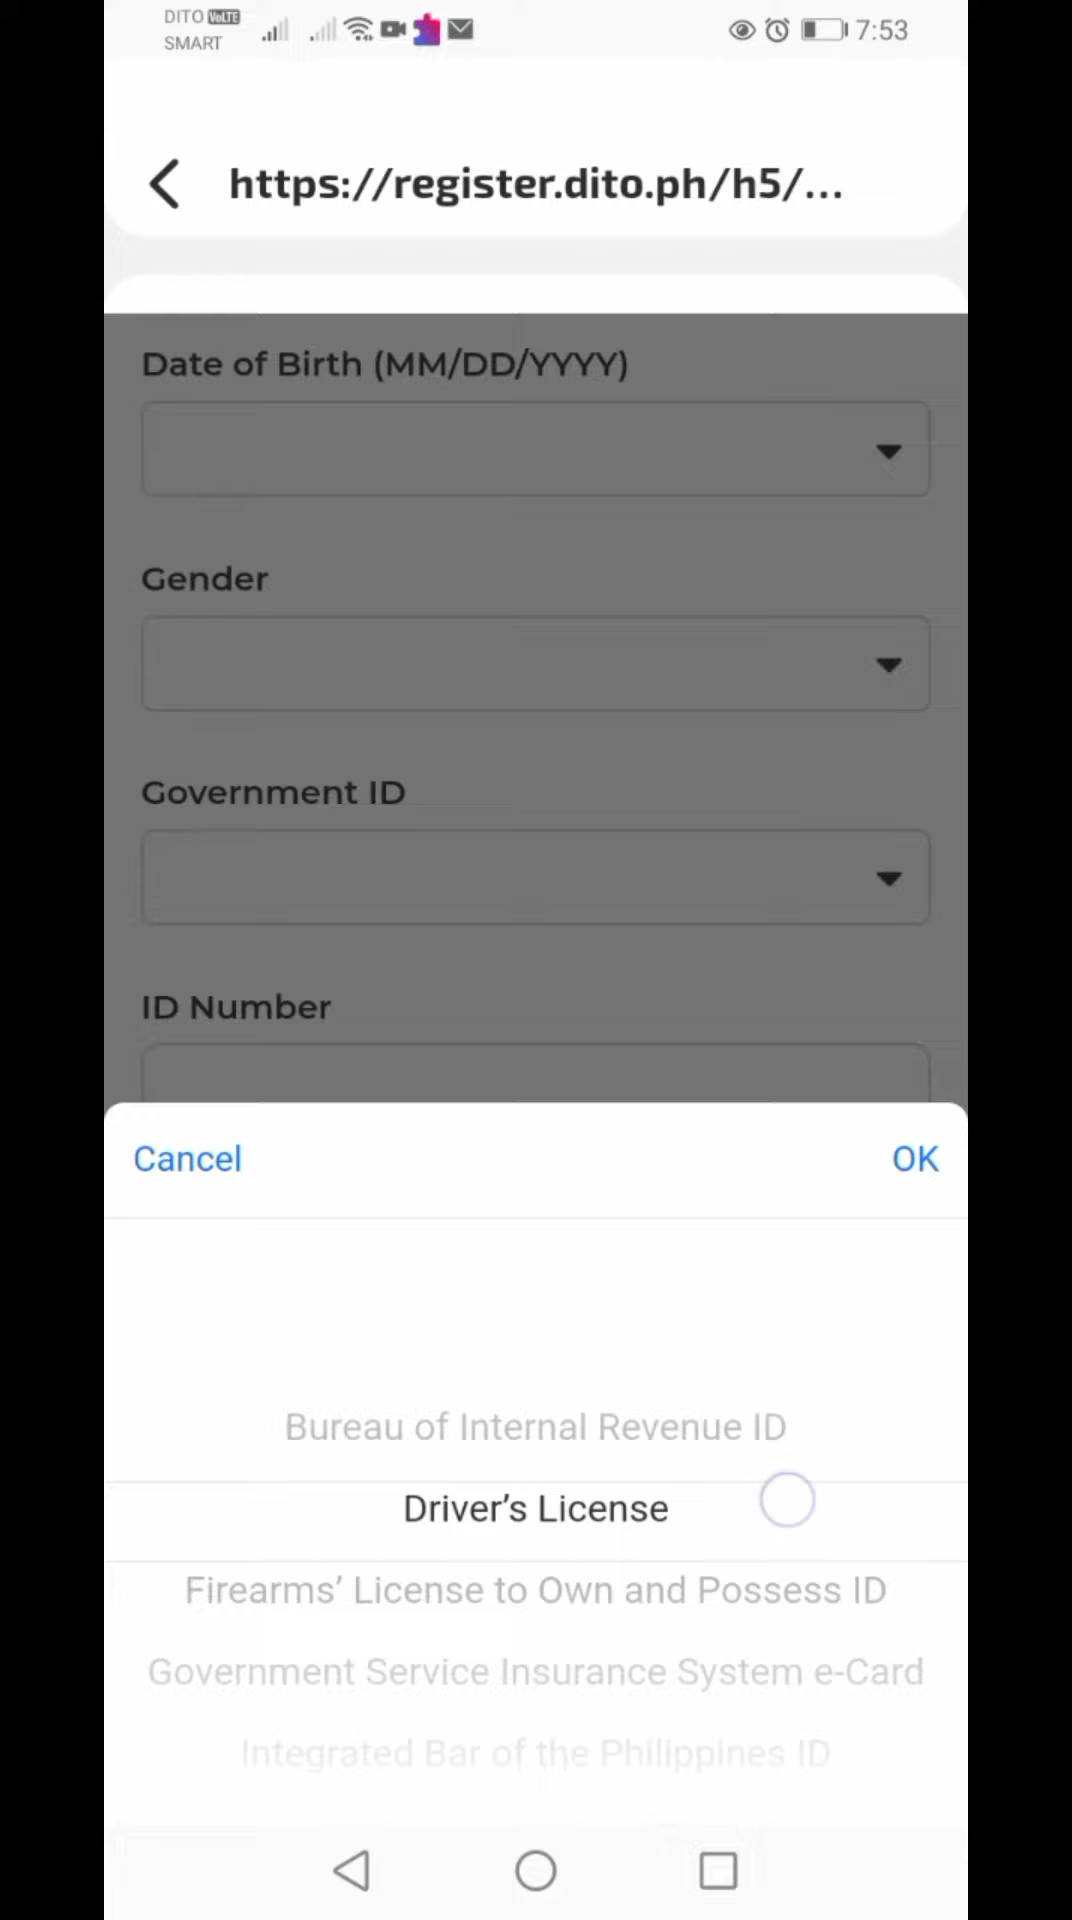 DITO VoLTE
SMART
7:53
https://register.dito.ph/h5/...
Date of Birth (MM/DD/YYYY)
Gender
Government ID
ID Number
Cancel
OK
Bureau of Internal Revenue ID
Driver’s License
Firearms’ License to Own and Possess ID
Government Service Insurance System e-Card
Integrated Bar of the Philippines ID